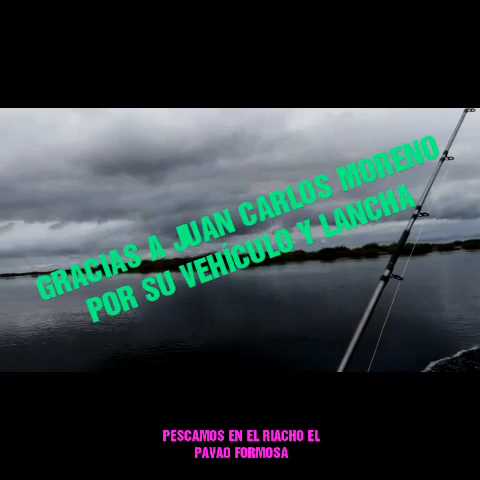 GRACIAS A JUAN CARLOS MORENO
POR SU VEHÍCULO Y LANCHA
PESCAMOS EN EL RIACHO EL
PAVAO FORMOSA